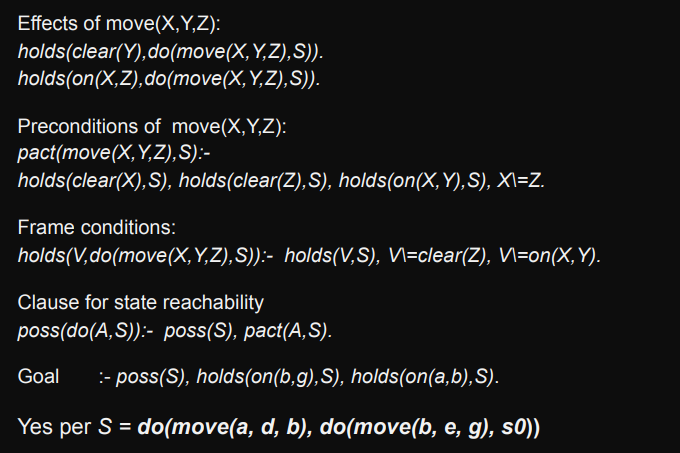 Effects of move(X,Y,Z):
holds(clear(Y),do(move(X,Y,Z),S)).
holds(on(X,Z),do(move(X,Y,Z),S)).
Preconditions of move(X,Y,Z):
pact(move(X,Y,Z),S):-
holds(clear(X),S), holds(clear(Z),S), holds(on(X,Y),S), X\=Z.
Frame conditions:
holds(V,do(move(X,Y,Z),S)):- holds(V,S), V\=clear(Z), V\=on(X,Y).
Clause for state reachability
poss(do(A,S)):- poss(S), pact(A,S).
Goal :- poss(S), holds(on(b,g),S), holds(on(a,b),S).
Yes per S = do(move(a, d, b), do(move(b, e, g), s0))